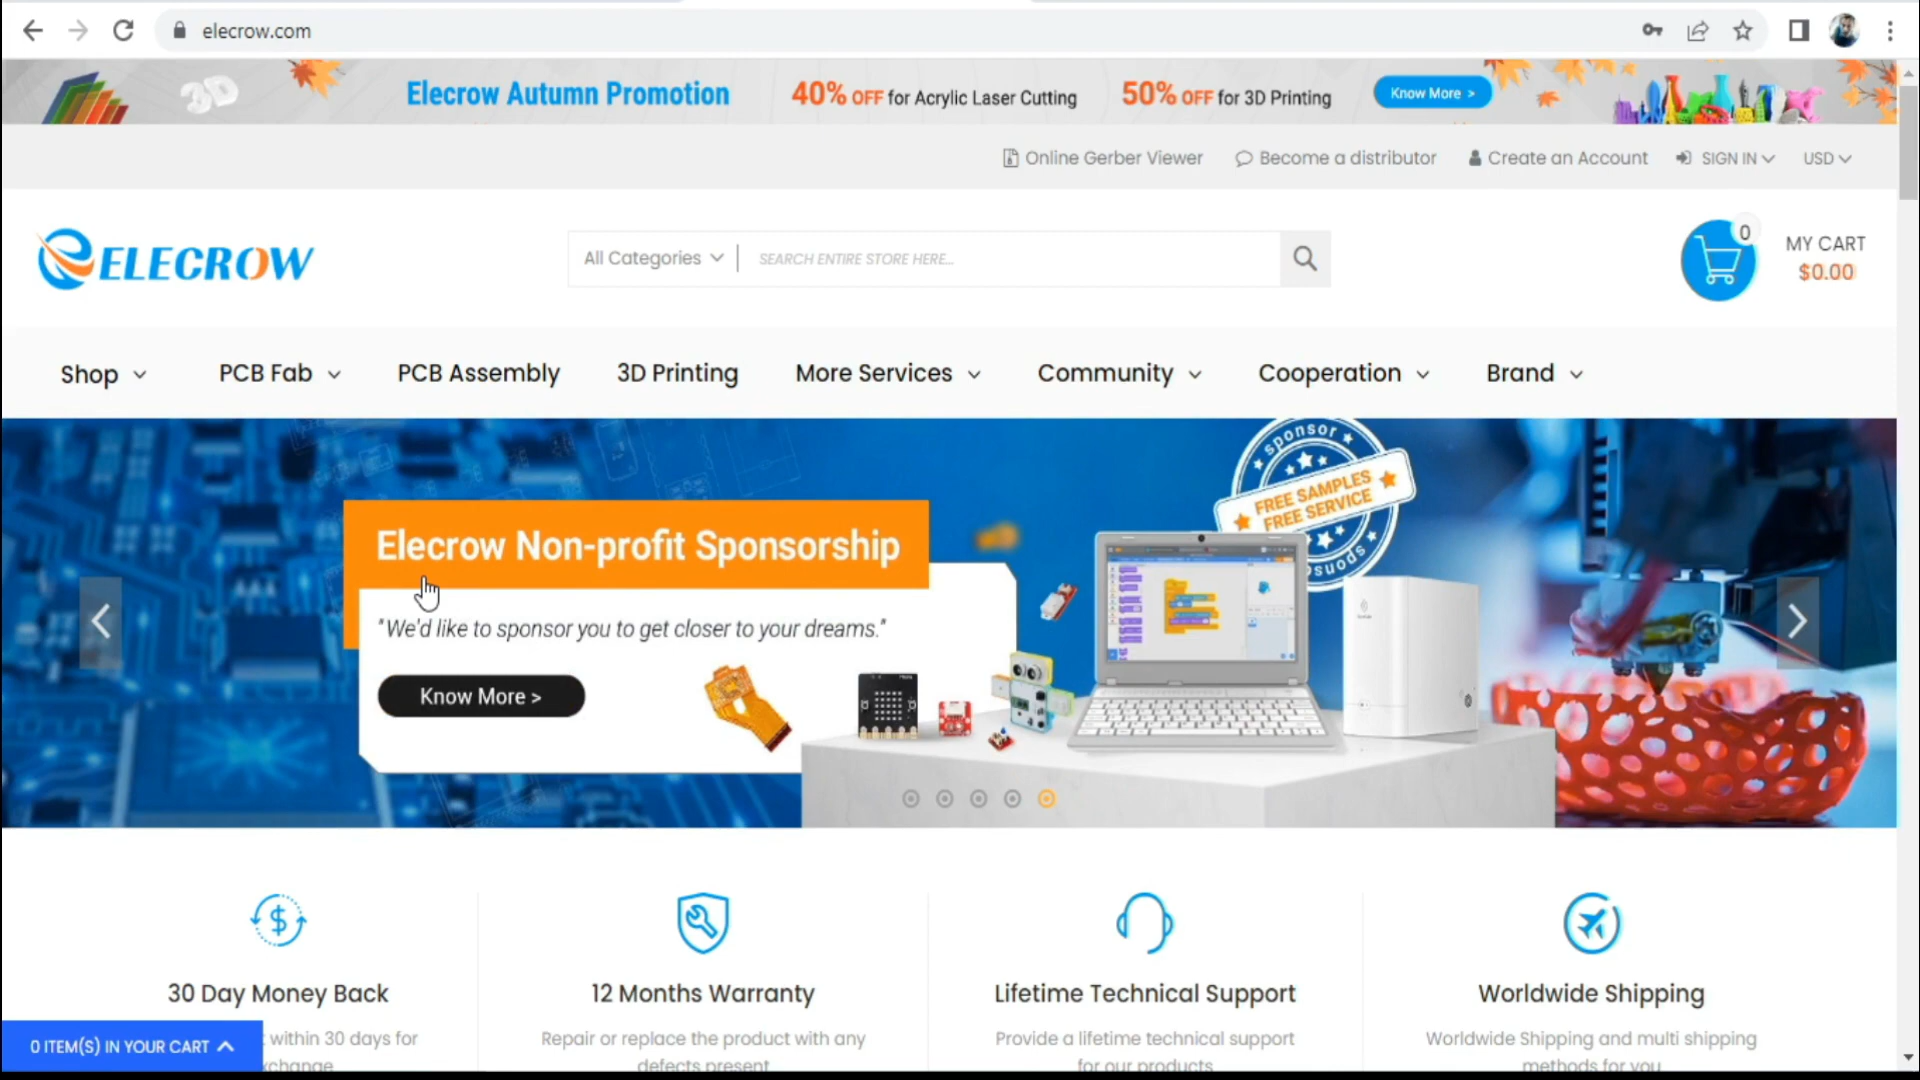 elecrow.com
3D
Elecrow Autumn Promotion
40% OFF for Acrylic Laser Cutting
50% OFF for 3D Printing
Know More >
Online Gerber Viewer
Become a distributor
Create an Account
SIGN IN
USD
ELECROW
All Categories
SEARCH ENTIRE STORE HERE...
0
MY CART
$0.00
Shop
PCB Fab
PCB Assembly
3D Printing
More Services
Community
Cooperation
Brand
sponsor
FREE SAMPLES
FREE SERVICE
sponsor
Elecrow Non-profit Sponsorship
"We'd like to sponsor you to get closer to your dreams."
Know More >
30 Day Money Back
12 Months Warranty
Lifetime Technical Support
Worldwide Shipping
within 30 days for
Repair or replace the product with any
defects present
Provide a lifetime technical support
for our products
Worldwide Shipping and multi shipping
methods for you
0 ITEM(S) IN YOUR CART